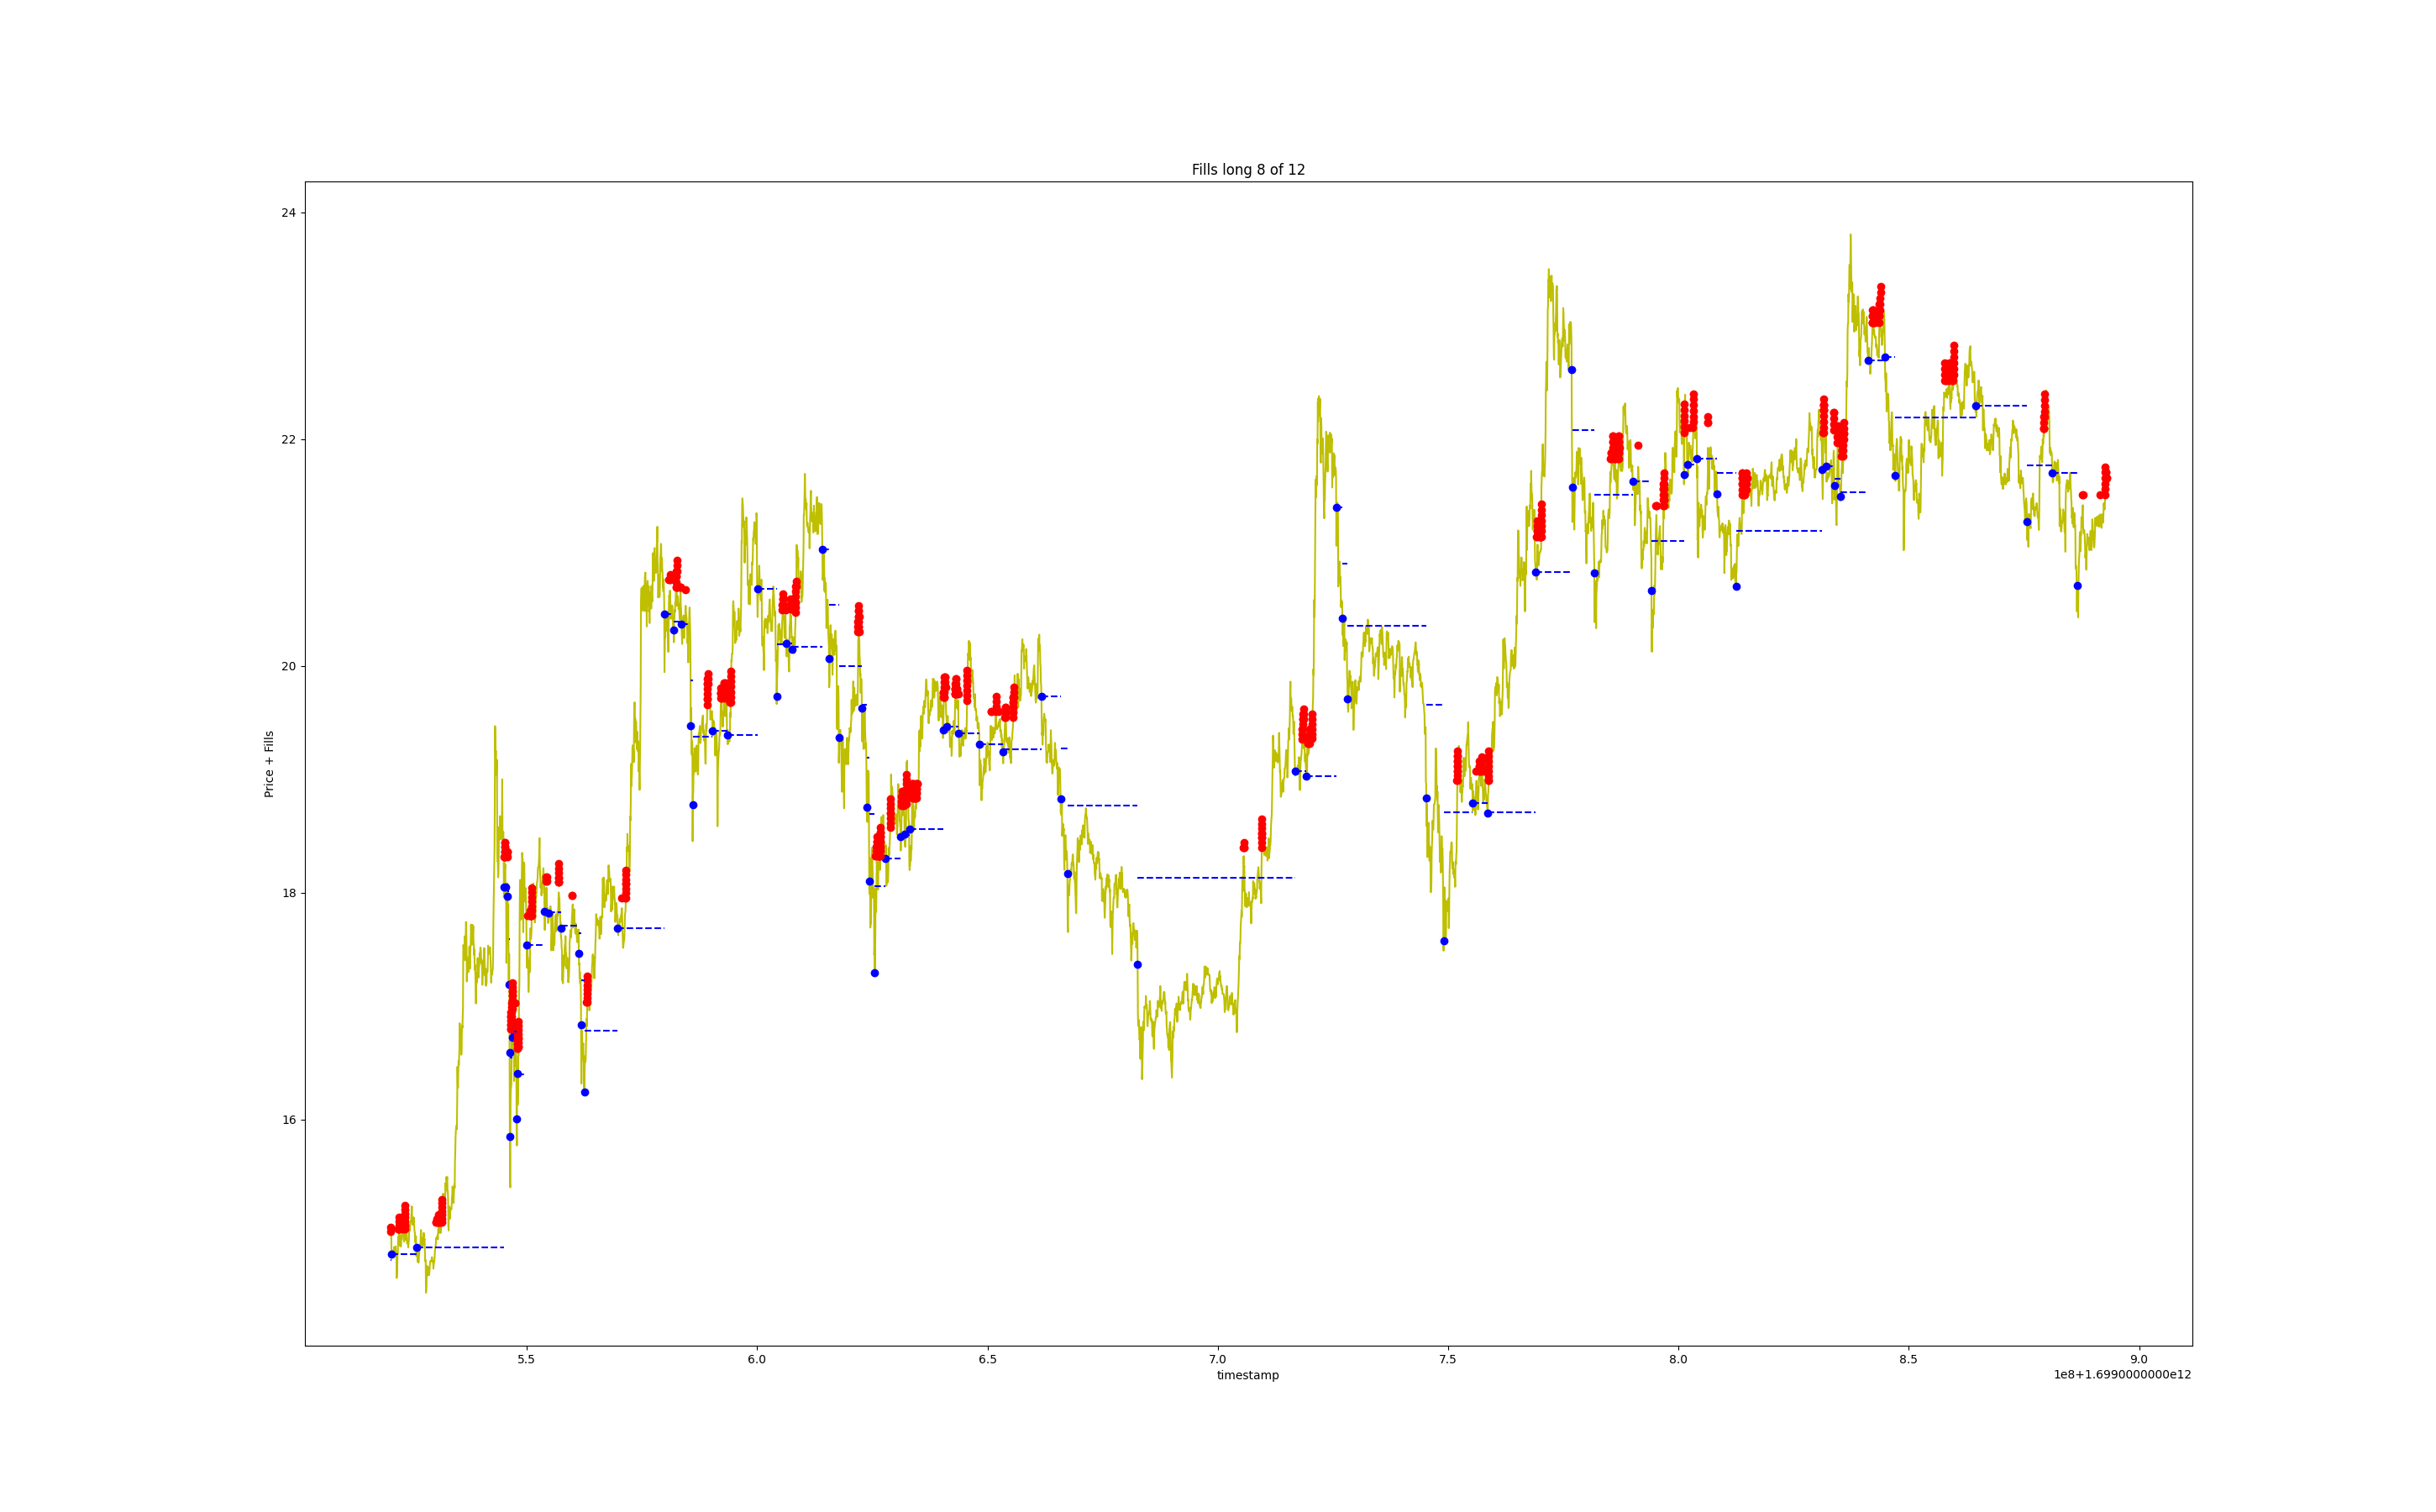 Fills long 8 of 12
24
22
20
18
16
Price + Fills
5.5 6.0 6.5 7.0 7.5 8.0 8.5 9.0
timestamp
1e8+1.6990000000e12